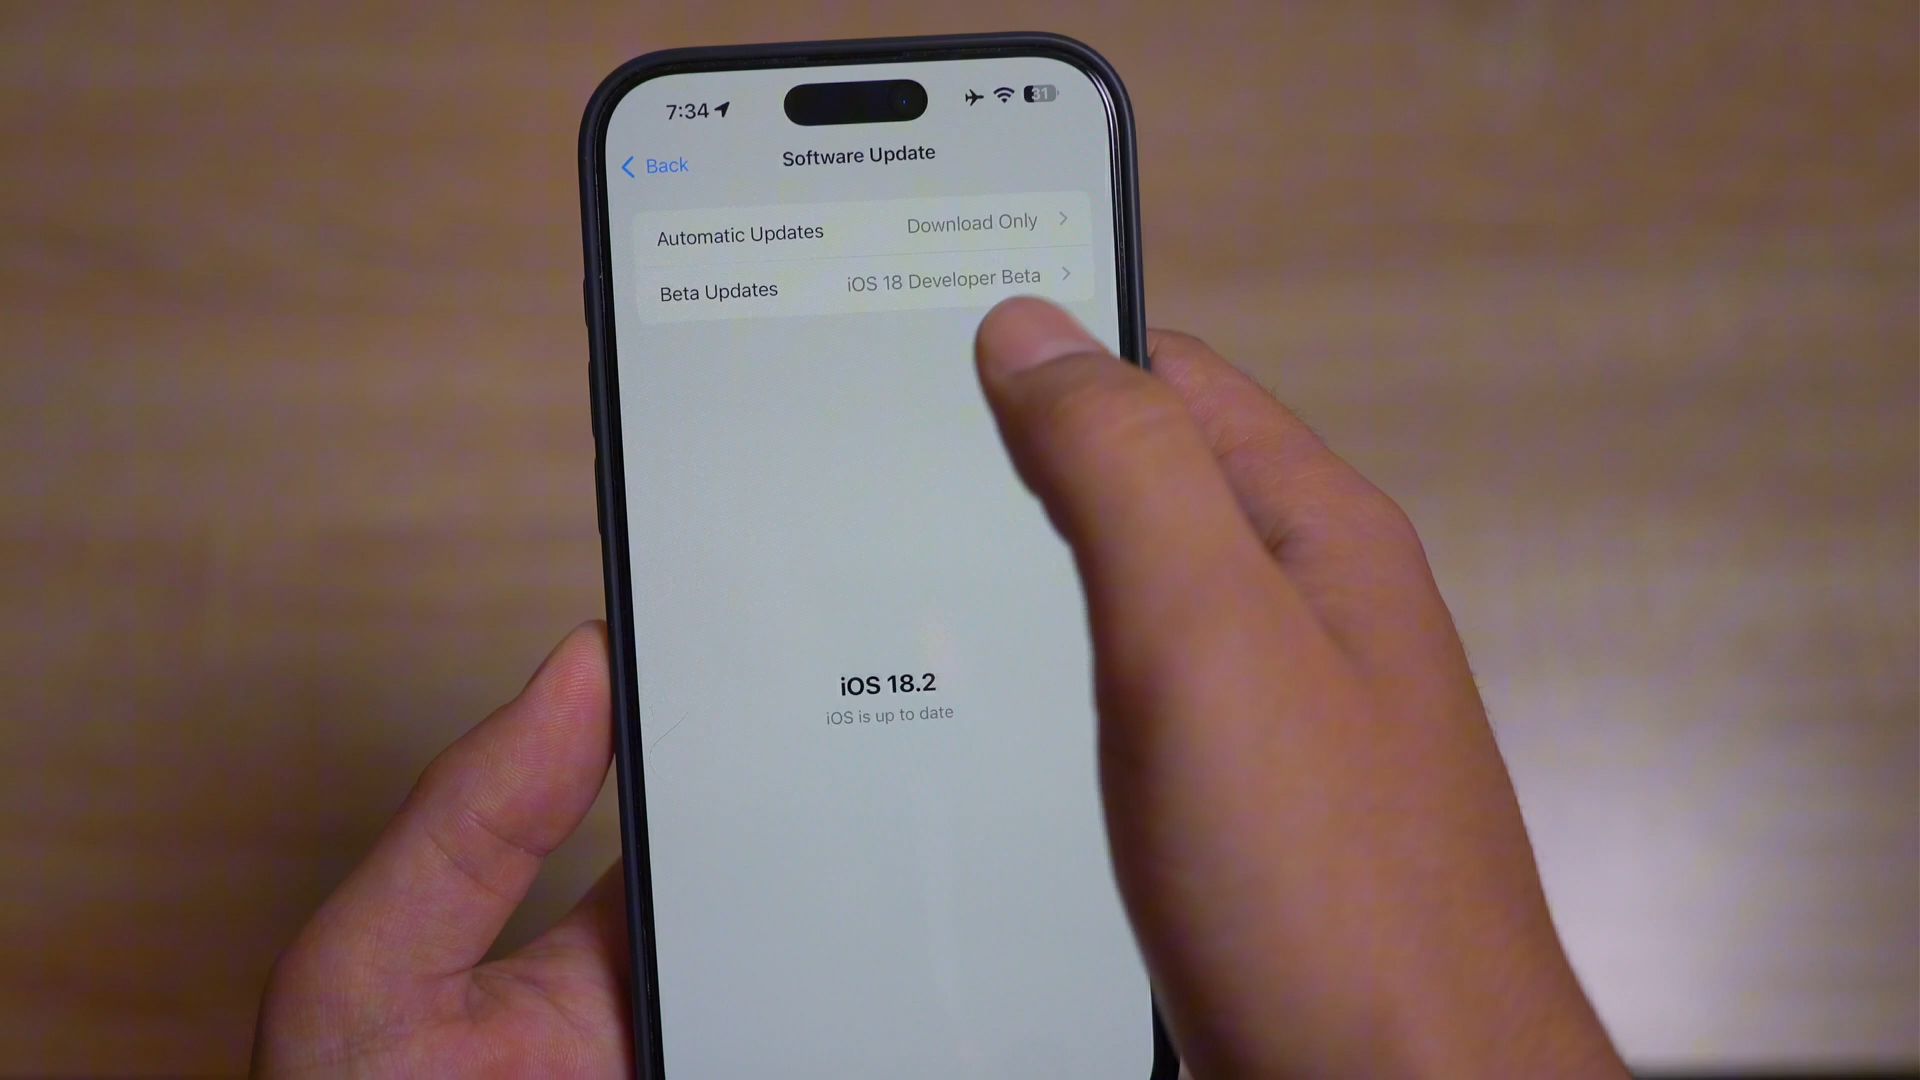 7:34
31
Back
Software Update
Automatic Updates Download Only
Beta Updates iOS 18 Developer Beta
iOS 18.2
iOS is up to date